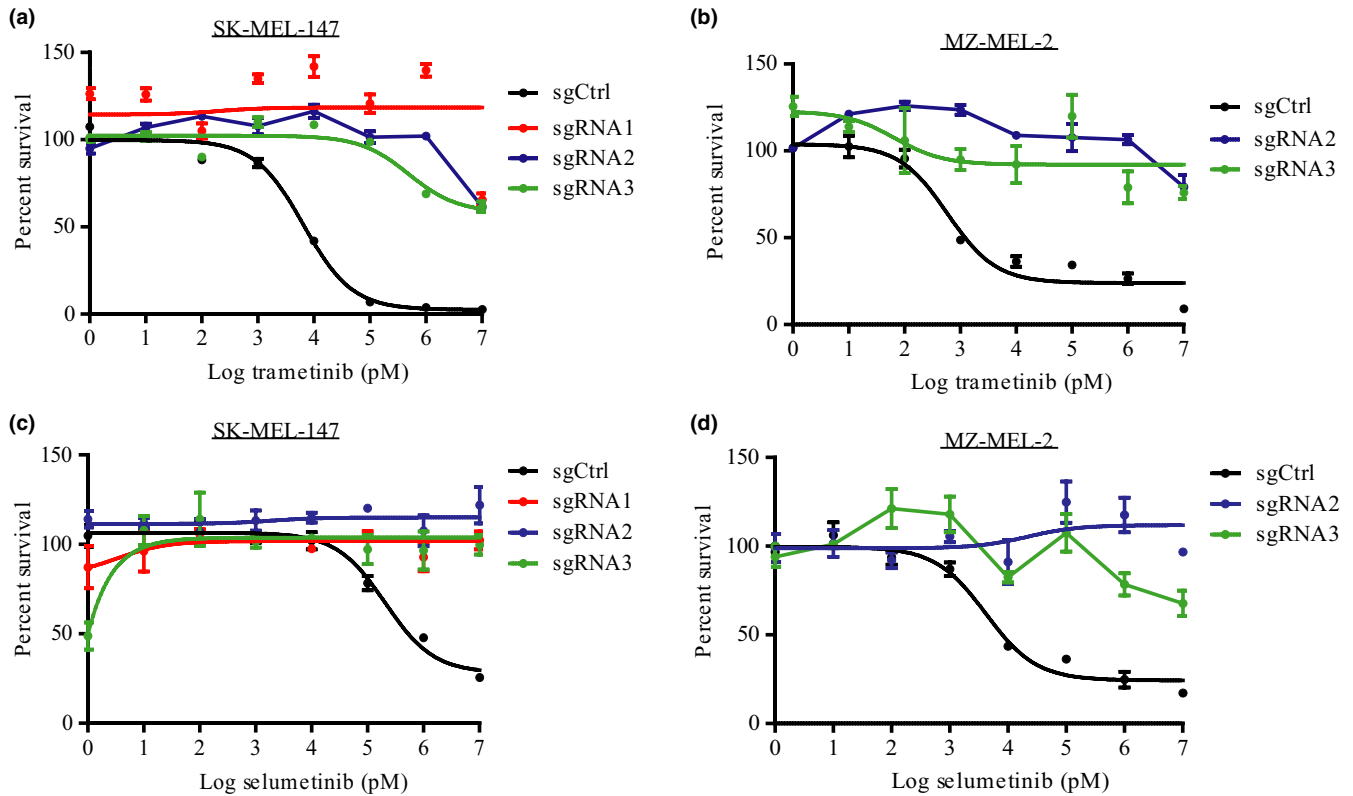 (a)
SK-MEL-147
150
100
50
0
Percent survival
0 1 2 3 4 5 6 7
Log trametinib (pM)
sgCtrl
sgRNA1
sgRNA2
sgRNA3
(b)
MZ-MEL-2
150
100
50
0
Percent survival
0 1 2 3 4 5 6 7
Log trametinib (pM)
sgCtrl
sgRNA2
sgRNA3
(c)
SK-MEL-147
150
100
50
0
Percent survival
0 1 2 3 4 5 6 7
Log selumetinib (pM)
sgCtrl
sgRNA1
sgRNA2
sgRNA3
(d)
MZ-MEL-2
150
100
50
0
Percent survival
0 1 2 3 4 5 6 7
Log selumetinib (pM)
sgCtrl
sgRNA2
sgRNA3